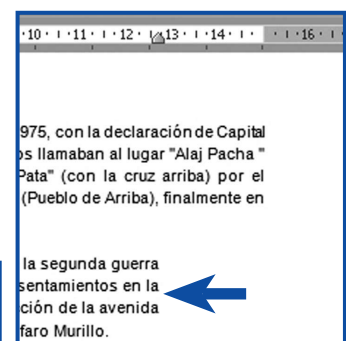 ·10· ı ·11· ı ·12· ı ·13· ı ·14· ı · · ı ·16· ı
975, con la declaración de Capital
os llamaban al lugar "Alaj Pacha "
Pata" (con la cruz arriba) por el
(Pueblo de Arriba), finalmente en
la segunda guerra
sentamientos en la
ción de la avenida
faro Murillo.